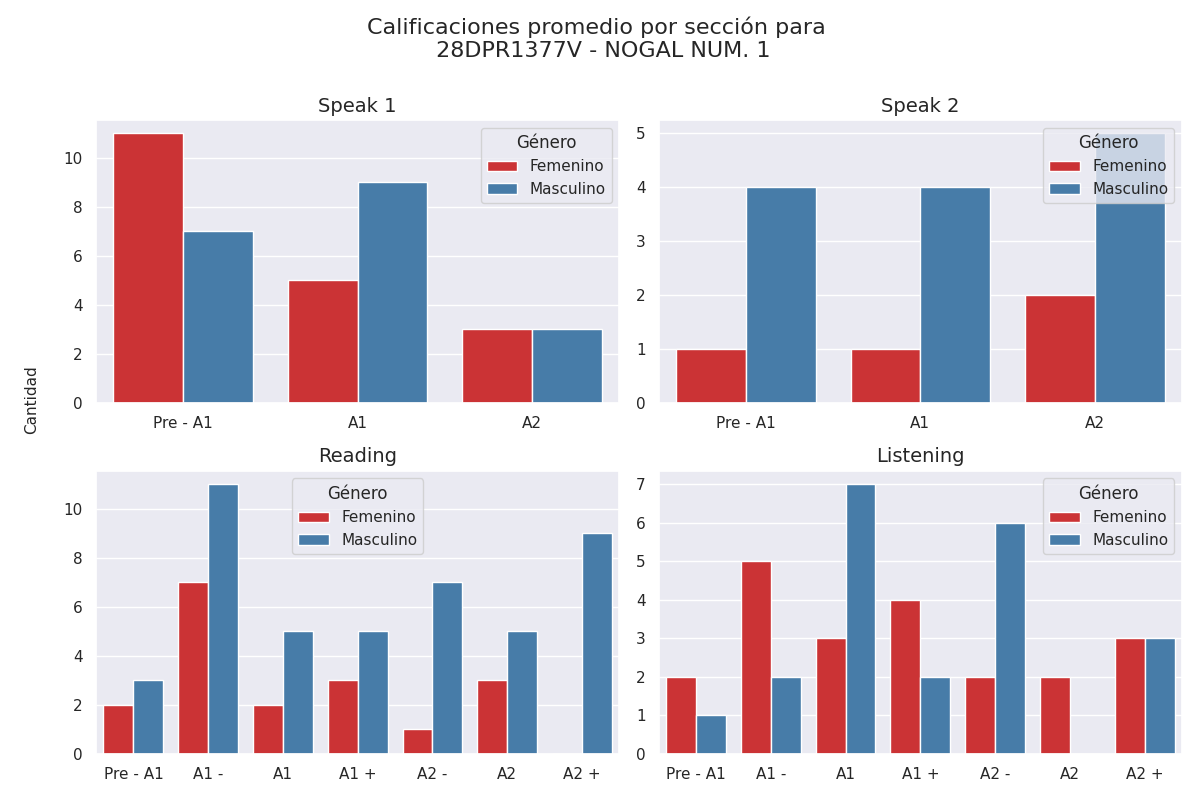 Calificaciones promedio por sección para
28DPR1377V - NOGAL NUM. 1
Speak 1
10
8
6
4
2
0
Pre - A1
A1
A2
Género
Femenino
Masculino
Speak 2
5
4
3
2
1
0
Pre - A1
A1
A2
Género
Femenino
Masculino
Cantidad
Reading
10
8
6
4
2
0
Pre - A1
A1 -
A1
A1 +
A2 -
A2
A2 +
Género
Femenino
Masculino
Listening
7
6
5
4
3
2
1
0
Pre - A1
A1 -
A1
A1 +
A2 -
A2
A2 +
Género
Femenino
Masculino